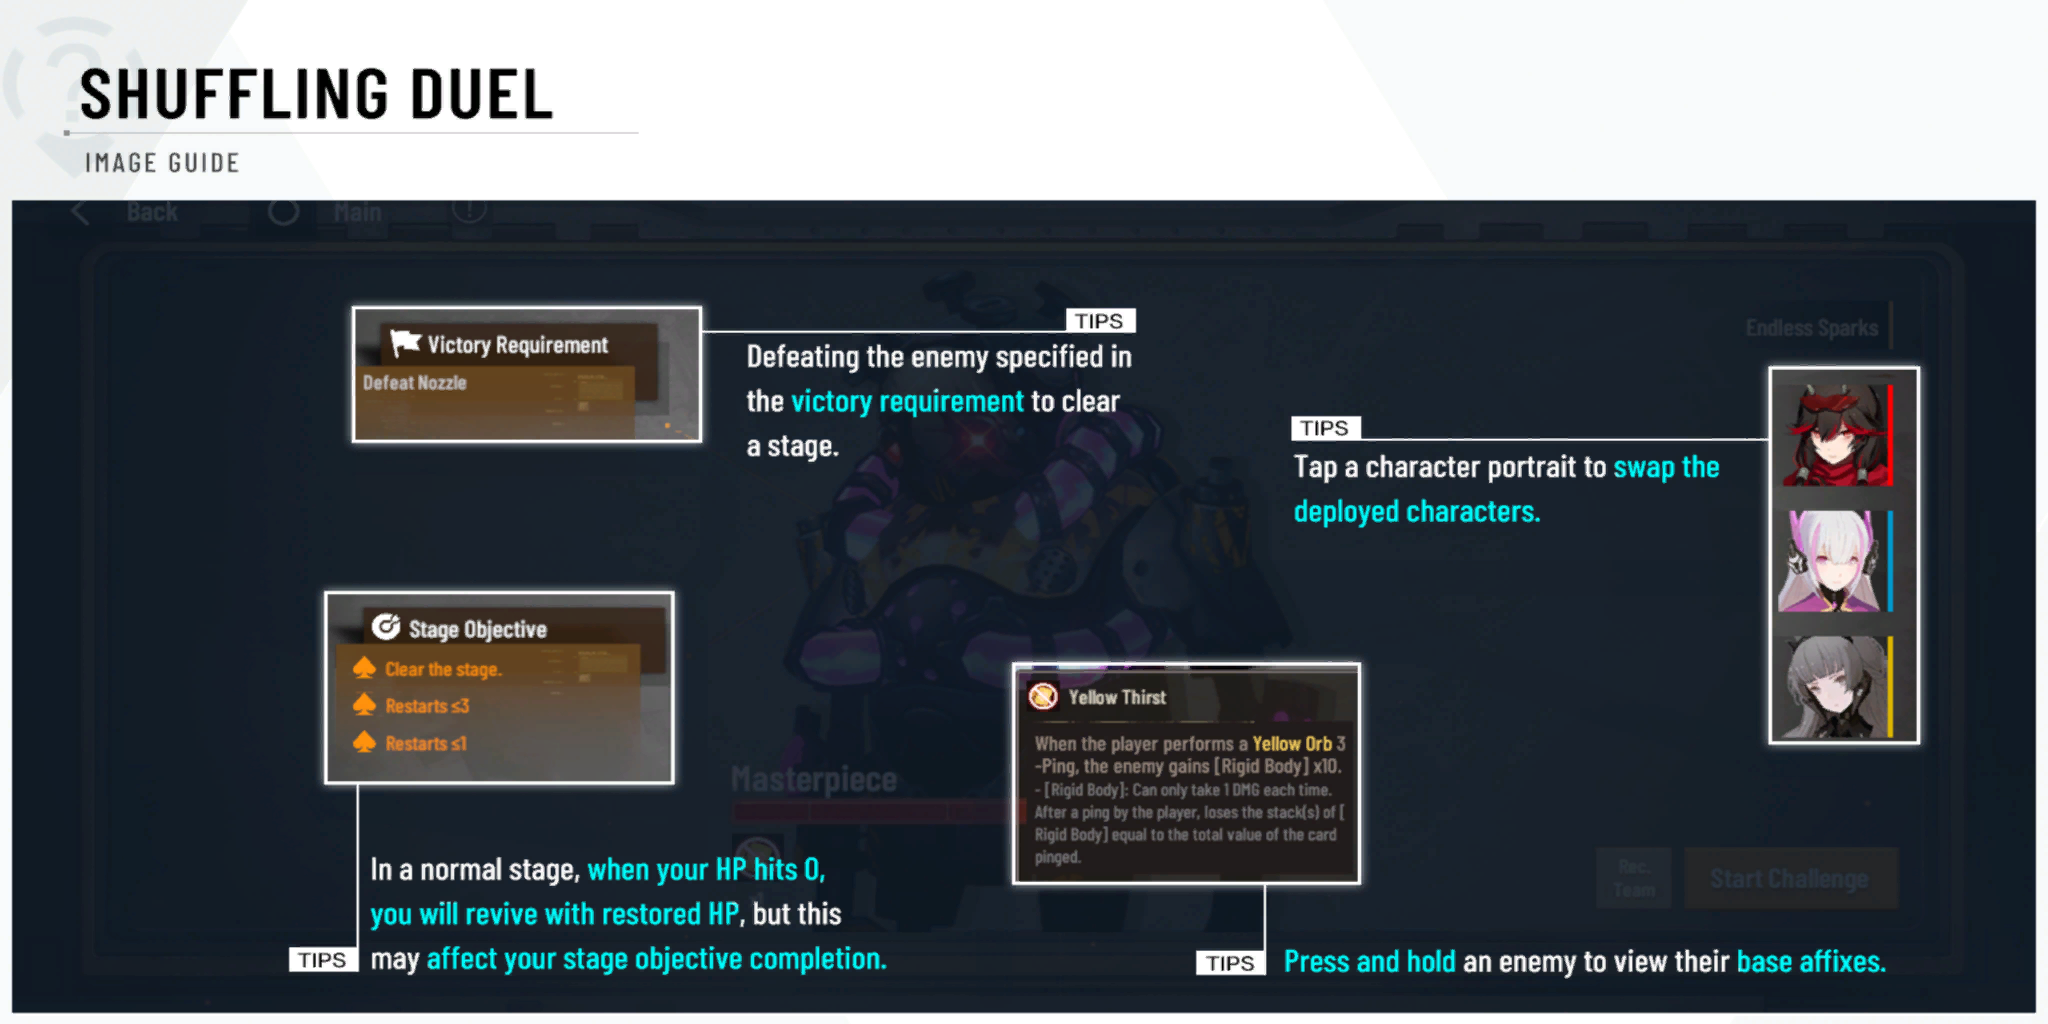 SHUFFLING DUEL
IMAGE GUIDE
Back
Main
Victory Requirement
Defeat Nozzle
TIPS
Defeating the enemy specified in
the victory requirement to clear
a stage.
Endless Sparks
TIPS
Tap a character portrait to swap the
deployed characters.
Stage Objective
Clear the stage.
Restarts ≤3
Restarts ≤1
TIPS
In a normal stage, when your HP hits 0,
you will revive with restored HP, but this
may affect your stage objective completion.
Masterpiece
Yellow Thirst
When the player performs a Yellow Orb 3
-Ping, the enemy gains [Rigid Body] x10.
- [Rigid Body]: Can only take 1 DMG each time.
After a ping by the player, loses the stack(s) of [
Rigid Body] equal to the total value of the card
pinged.
TIPS
Press and hold an enemy to view their base affixes.
Rec.
Team
Start Challenge